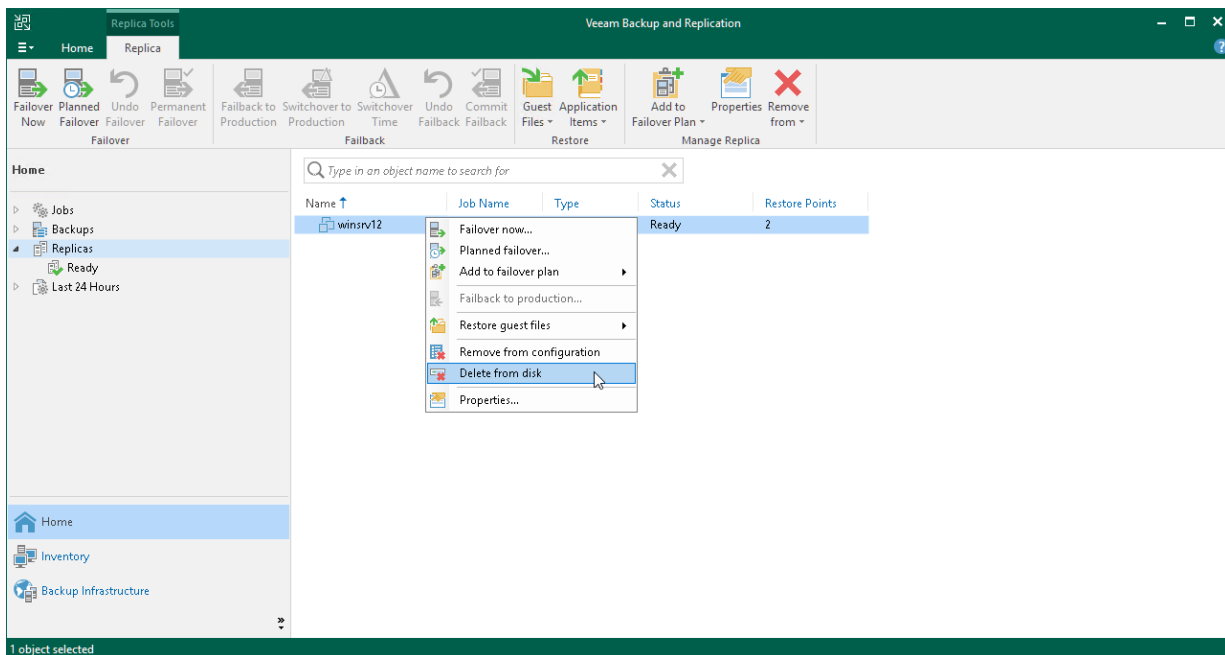 Replica Tools
Veeam Backup and Replication
Home
Replica
Failover Now
Planned Failover
Undo Failover
Permanent Failover
Failback to Production
Switchover to Production
Switchover Time
Undo Failback
Commit Failback
Guest Files
Application Items
Add to Failover Plan
Properties
Remove from
Failover
Failback
Restore
Manage Replica
Home
Type in an object name to search for
Jobs
Backups
Replicas
Ready
Last 24 Hours
Name
Job Name
Type
Status
Restore Points
winsrv12
Ready
2
Failover now...
Planned failover...
Add to failover plan
Failback to production...
Restore guest files
Remove from configuration
Delete from disk
Properties...
Home
Inventory
Backup Infrastructure
1 object selected